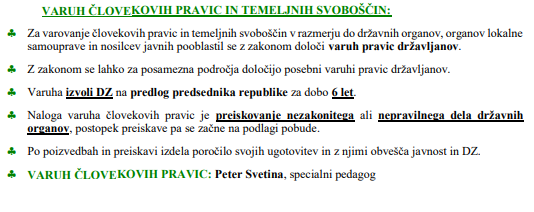 VARUH ČLOVEKOVIH PRAVIC IN TEMELJNIH SVOBOŠČIN:
♣ Za varovanje človekovih pravic in temeljnih svoboščin v razmerju do državnih organov, organov lokalne
samouprave in nosilcev javnih pooblastil se z zakonom določi varuh pravic državljanov.
♣ Z zakonom se lahko za posamezna področja določijo posebni varuhi pravic državljanov.
♣ Varuha izvoli DZ na predlog predsednika republike za dobo 6 let.
♣ Naloga varuha človekovih pravic je preiskovanje nezakonitega ali nepravilnega dela državnih
organov, postopek preiskave pa se začne na podlagi pobude.
♣ Po poizvedbah in preiskavi izdela poročilo svojih ugotovitev in z njimi obvešča javnost in DZ.
♣ VARUH ČLOVEKOVIH PRAVIC: Peter Svetina, specialni pedagog